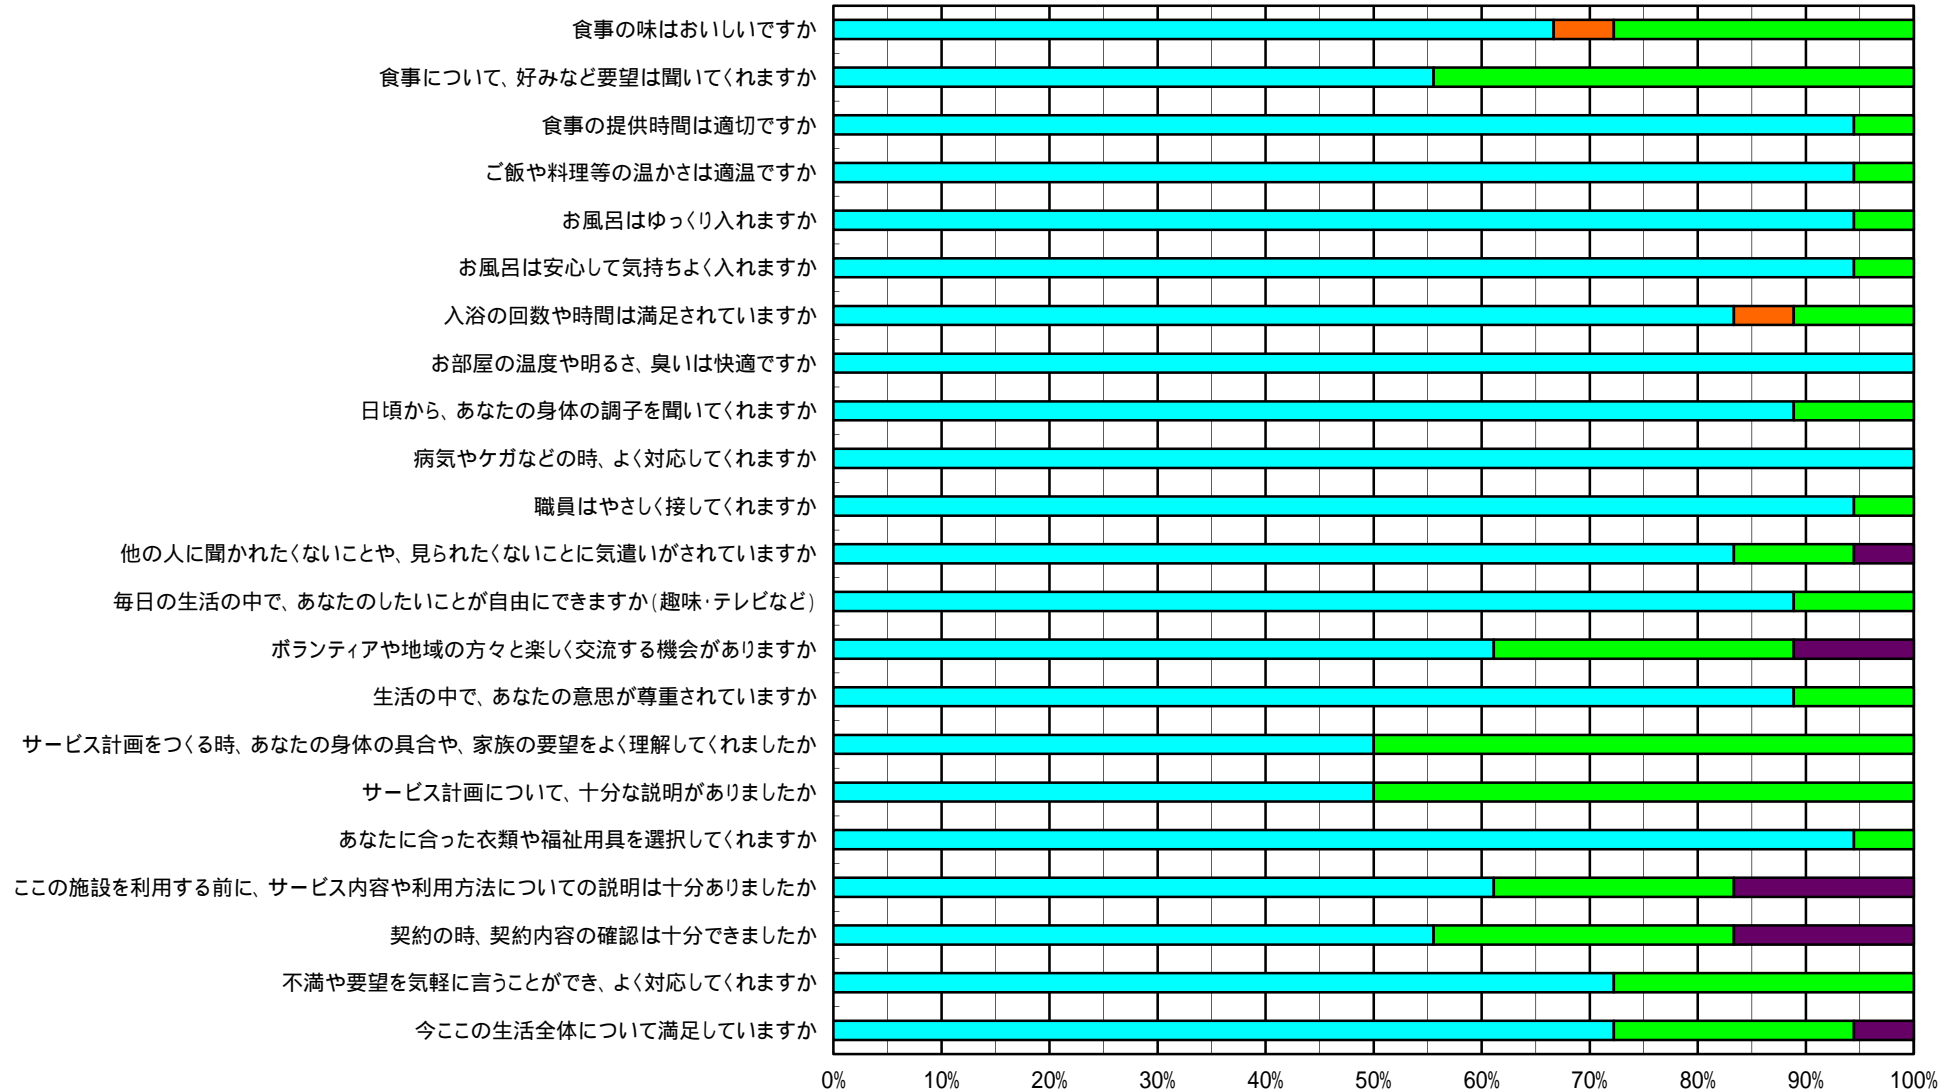 食事の味はおいしいですか
食事について、好みなど要望は聞いてくれますか
食事の提供時間は適切ですか
ご飯や料理等の温かさは適温ですか
お風呂はゆっくり入れますか
お風呂は安心して気持ちよく入れますか
入浴の回数や時間は満足されていますか
お部屋の温度や明るさ、臭いは快適ですか
日頃から、あなたの身体の調子を聞いてくれますか
病気やケガなどの時、よく対応してくれますか
職員はやさしく接してくれますか
他の人に聞かれたくないことや、見られたくないことに気遣いがされていますか
毎日の生活の中で、あなたのしたいことが自由にできますか(趣味・テレビなど)
ボランティアや地域の方々と楽しく交流する機会がありますか
生活の中で、あなたの意思が尊重されていますか
サービス計画をつくる時、あなたの身体の具合や、家族の要望をよく理解してくれましたか
サービス計画について、十分な説明がありましたか
あなたに合った衣類や福祉用具を選択してくれますか
ここの施設を利用する前に、サービス内容や利用方法についての説明は十分ありましたか
契約の時、契約内容の確認は十分できましたか
不満や要望を気軽に言うことができ、よく対応してくれますか
今ここの生活全体について満足していますか
0% 10% 20% 30% 40% 50% 60% 70% 80% 90% 100%